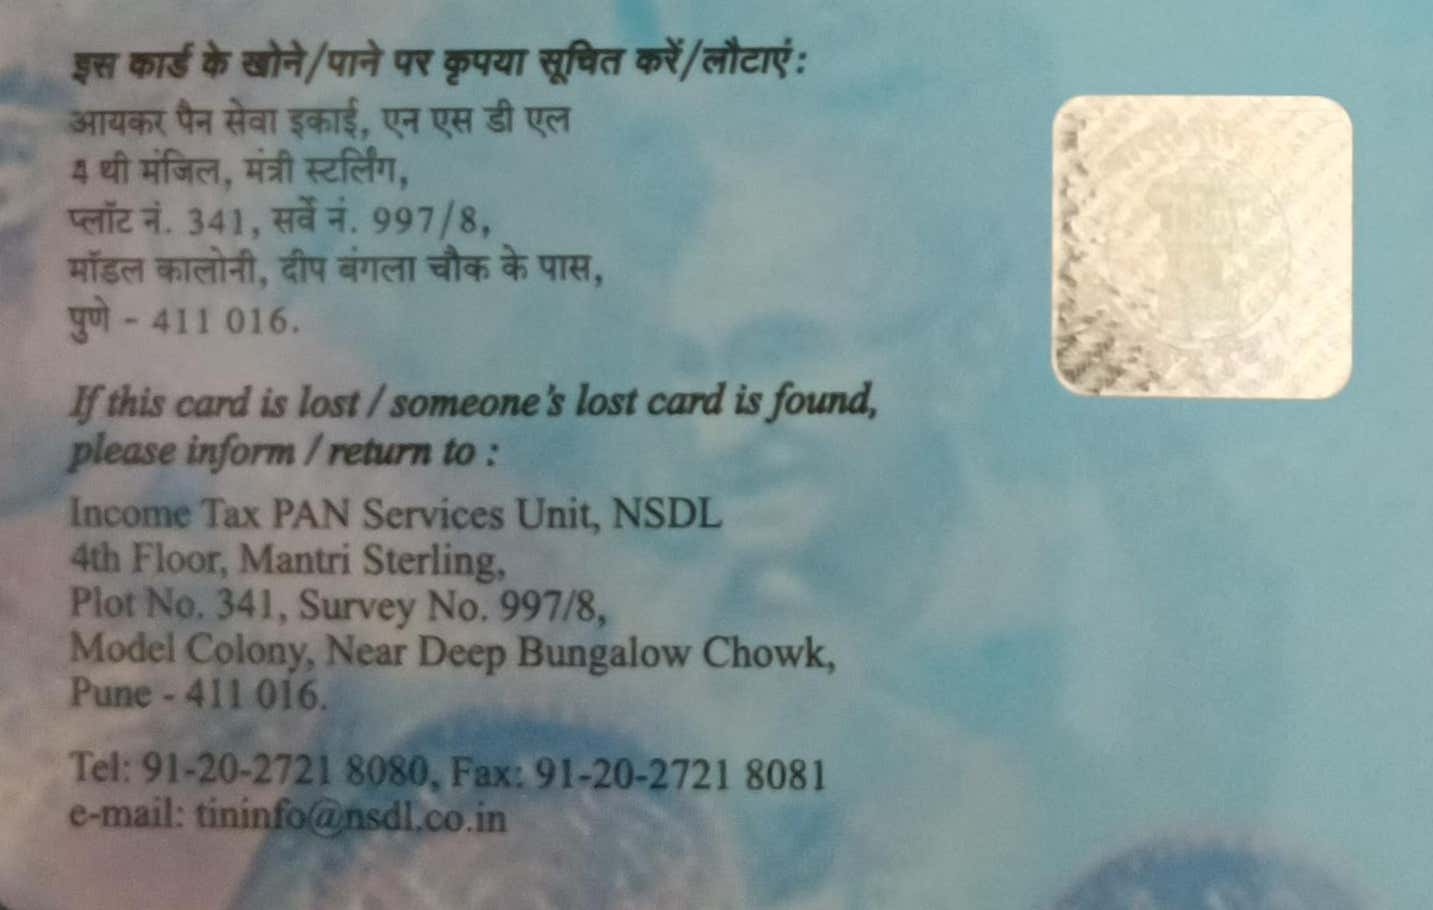 इस कार्ड के खोने/पाने पर कृपया सूचित करें/लौटाएं:
आयकर पैन सेवा इकाई, एन एस डी एल
4 थी मंजिल, मंत्री स्टर्लिंग,
प्लॉट नं. 341, सर्वे नं. 997/8,
मॉडल कालोनी, दीप बंगला चौक के पास,
पुणे - 411 016.
If this card is lost / someone's lost card is found,
please inform / return to :
Income Tax PAN Services Unit, NSDL
4th Floor, Mantri Sterling,
Plot No. 341, Survey No. 997/8,
Model Colony, Near Deep Bungalow Chowk,
Pune - 411 016.
Tel: 91-20-2721 8080, Fax: 91-20-2721 8081
e-mail: tininfo@nsdl.co.in